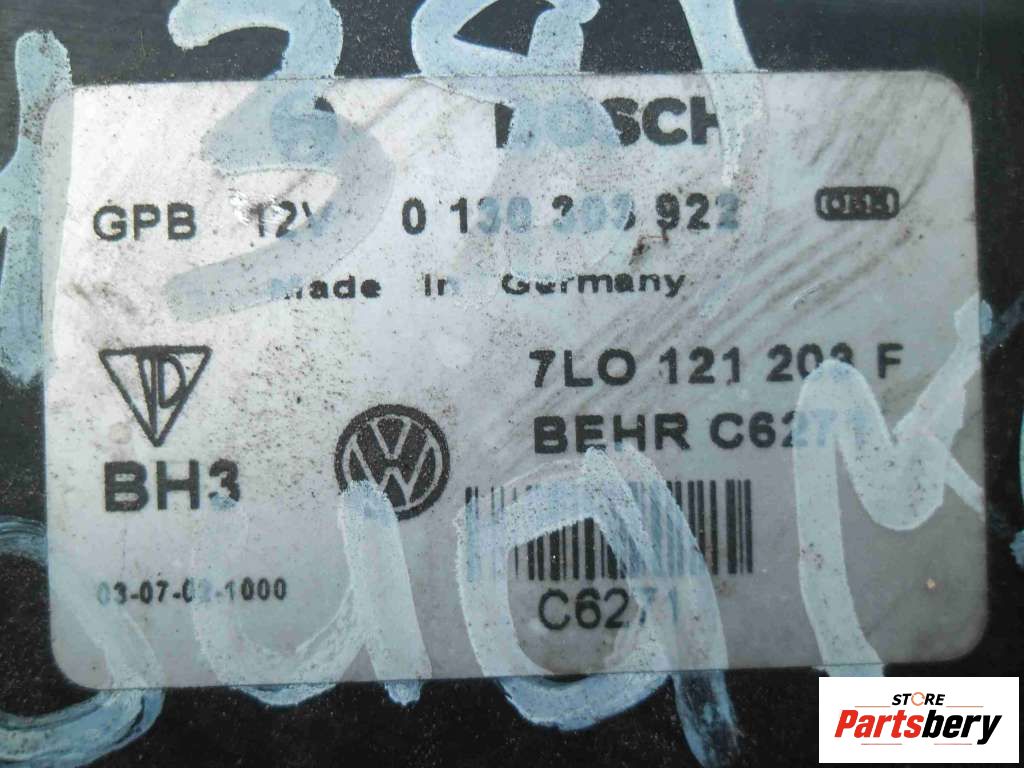 BOSCH
GPB 12V 0 130 303 922
Made in Germany
7LO 121 203 F
BEHR C6271
BH3
03-07-02-1000
C6271
STORE
Partsbery